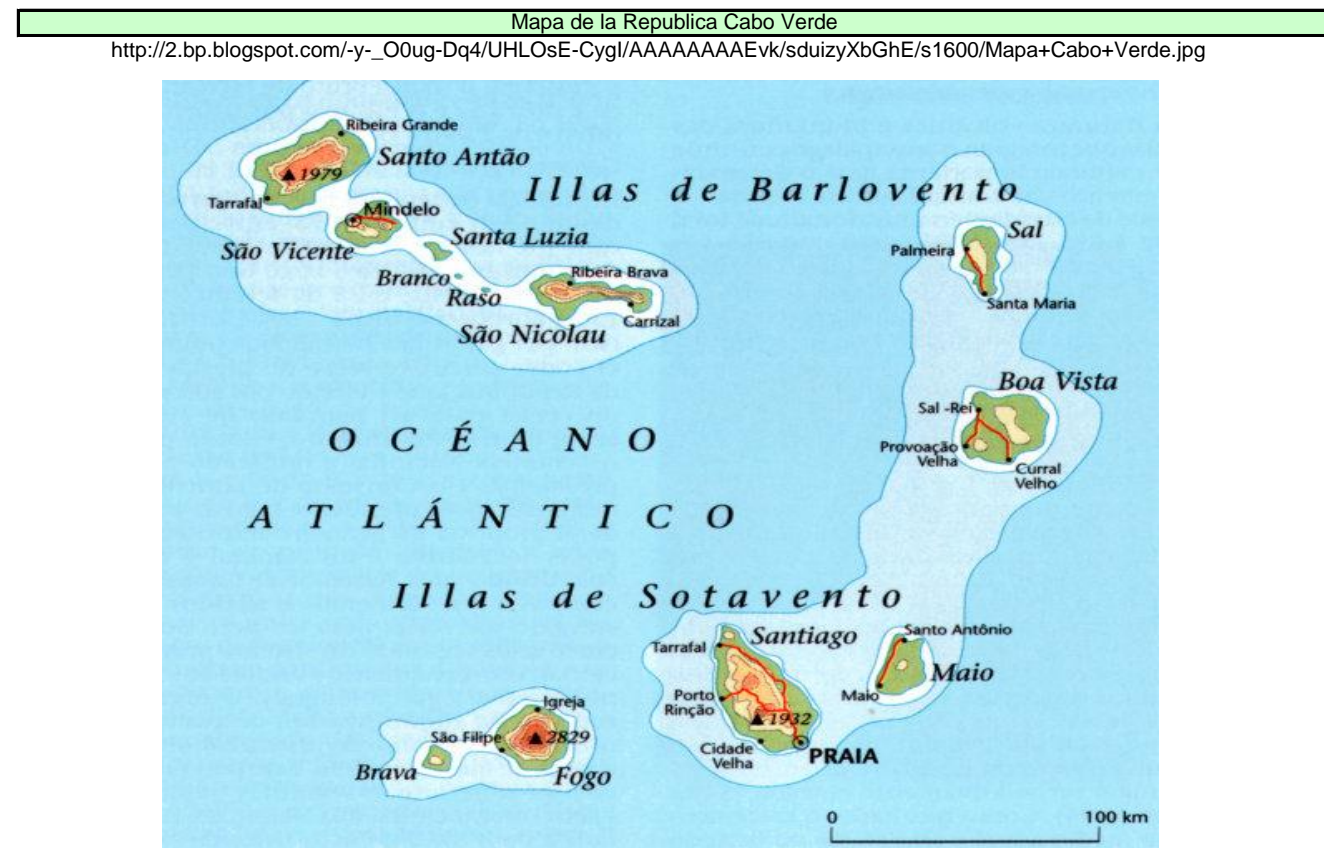 Mapa de la Republica Cabo Verde
http://2.bp.blogspot.com/-y-_O0ug-Dq4/UHLOsE-CygI/AAAAAAAAEvk/sduizyXbGhE/s1600/Mapa+Cabo+Verde.jpg
Ribeira Grande
Santo Antão
1979
Tarrafal
Mindelo
São Vicente
Santa Luzia
Branco
Raso
Ribeira Brava
São Nicolau
Carrizal
Illas de Barlovento
Sal
Palmeira
Santa Maria
Boa Vista
Sal -Rei
Provoação
Velha
Curral
Velho
OCÉANO
ATLÁNTICO
Illas de Sotavento
Santiago
Tarrafal
Porto
Rinção
1932
Cidade
Velha
PRAIA
Santo Antônio
Maio
Maio
Igreja
São Filipe
2829
Brava
Fogo
0
100 km